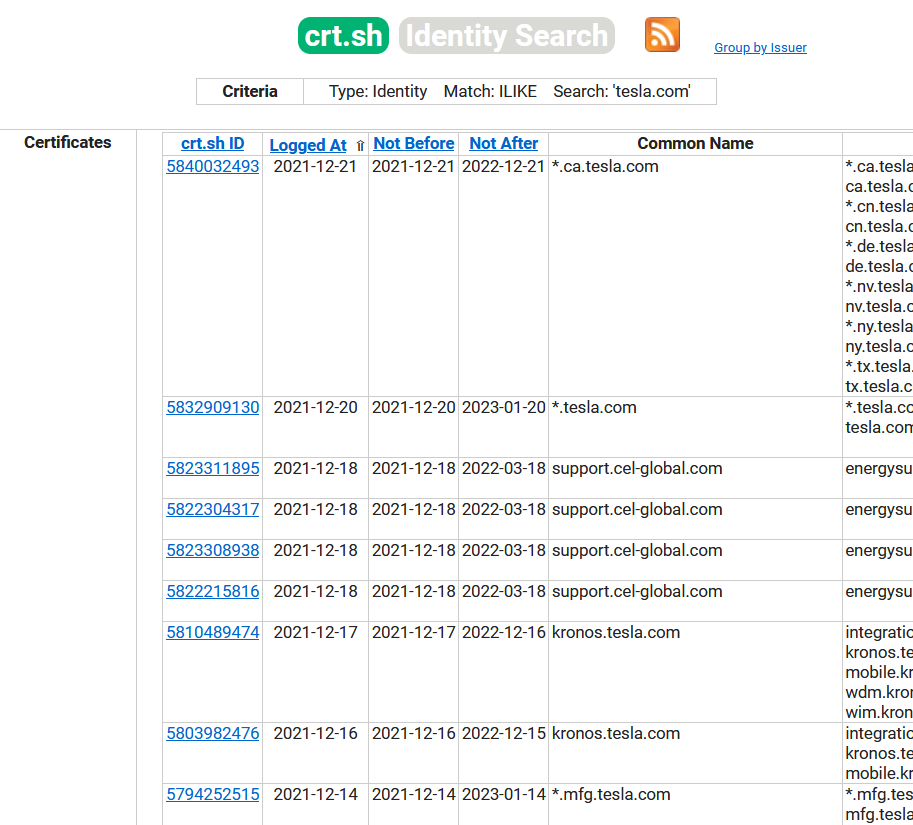 crt.sh Identity Search Group by Issuer
Criteria Type: Identity Match: ILIKE Search: 'tesla.com'
Certificates crt.sh ID Logged At ⇧ Not Before Not After Common Name
5840032493 2021-12-21 2021-12-21 2022-12-21 *.ca.tesla.com *.ca.tesla
ca.tesla.c
*.cn.tesla
cn.tesla.c
*.de.tesla
de.tesla.c
*.nv.tesla
nv.tesla.c
*.ny.tesla
ny.tesla.c
*.tx.tesla.
tx.tesla.c
5832909130 2021-12-20 2021-12-20 2023-01-20 *.tesla.com *.tesla.co
tesla.com
5823311895 2021-12-18 2021-12-18 2022-03-18 support.cel-global.com energysu
5822304317 2021-12-18 2021-12-18 2022-03-18 support.cel-global.com energysu
5823308938 2021-12-18 2021-12-18 2022-03-18 support.cel-global.com energysu
5822215816 2021-12-18 2021-12-18 2022-03-18 support.cel-global.com energysu
5810489474 2021-12-17 2021-12-17 2022-12-16 kronos.tesla.com integratio
kronos.te
mobile.kr
wdm.kron
wim.kron
5803982476 2021-12-16 2021-12-16 2022-12-15 kronos.tesla.com integratio
kronos.te
mobile.kr
5794252515 2021-12-14 2021-12-14 2023-01-14 *.mfg.tesla.com *.mfg.tes
mfg.tesla